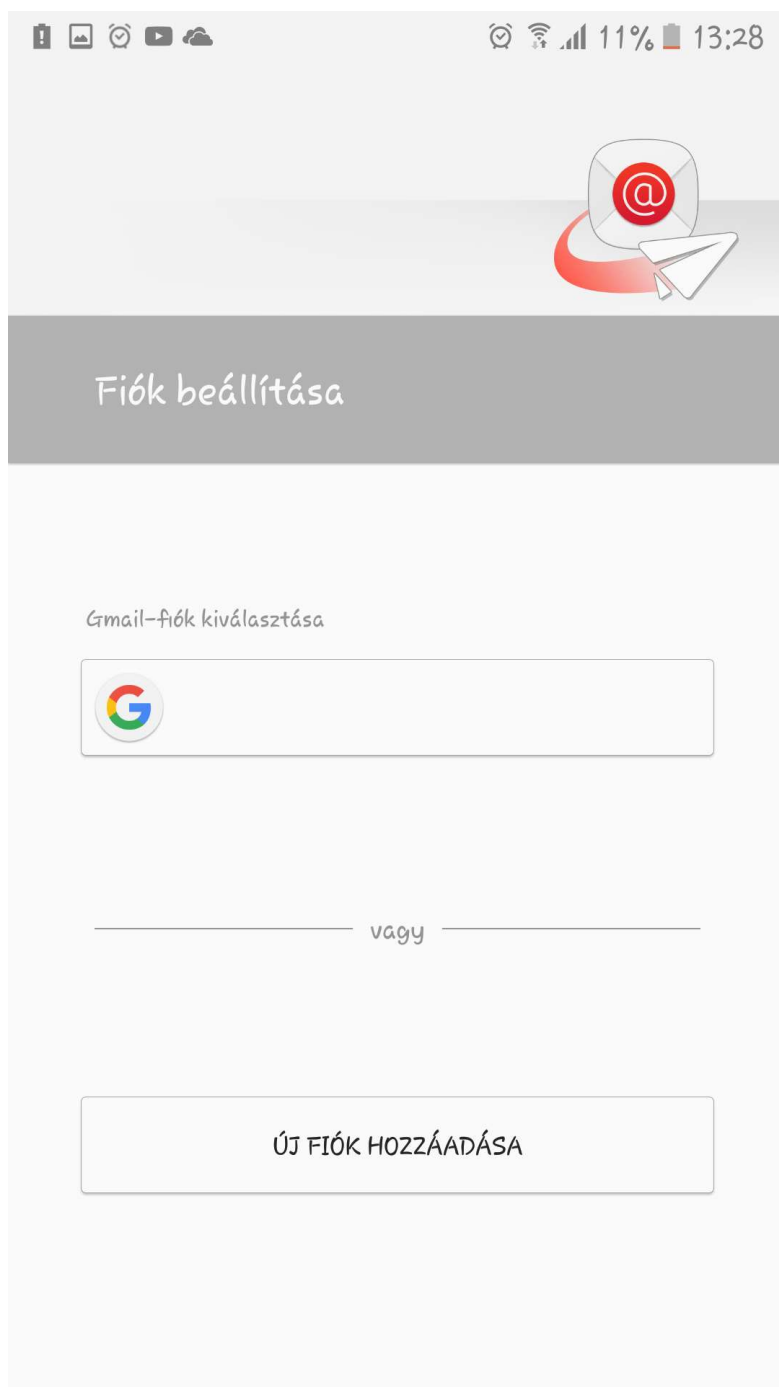 11% 13:28
@
Fiók beállítása
Gmail-fiók kiválasztása
G
vagy
ÚJ FIÓK HOZZÁADÁSA